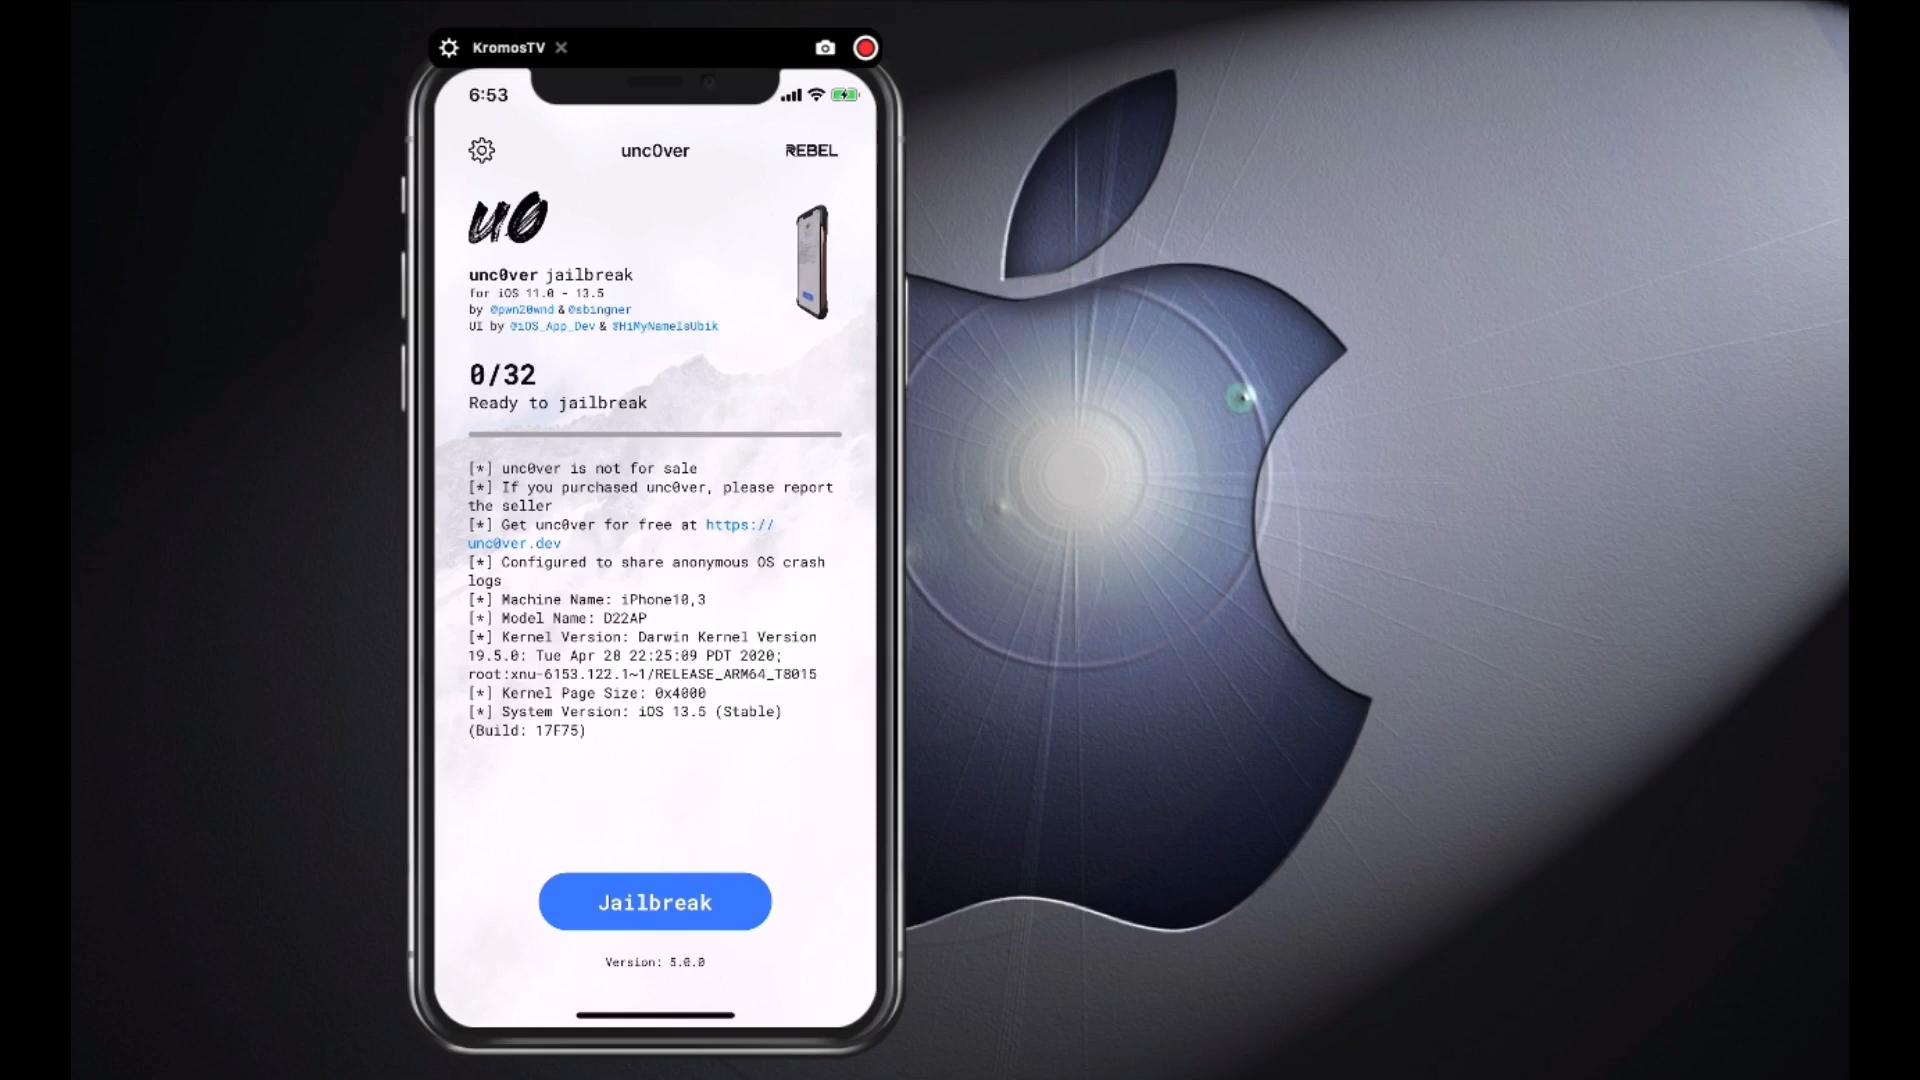 KromosTV
6:53
unc0ver
REBEL
u0
unc0ver jailbreak
for iOS 11.0 - 13.5
by @pwn20wnd & @sbingner
UI by @iOS_App_Dev & @HiMyNameIsUbik
0/32
Ready to jailbreak
[*] unc0ver is not for sale
[*] If you purchased unc0ver, please report
the seller
[*] Get unc0ver for free at https://
unc0ver.dev
[*] Configured to share anonymous OS crash
logs
[*] Machine Name: iPhone10,3
[*] Model Name: D22AP
[*] Kernel Version: Darwin Kernel Version
19.5.0: Tue Apr 28 22:25:09 PDT 2020;
root:xnu-6153.122.1~1/RELEASE_ARM64_T8015
[*] Kernel Page Size: 0x4000
[*] System Version: iOS 13.5 (Stable)
(Build: 17F75)
Jailbreak
Version: 5.0.0